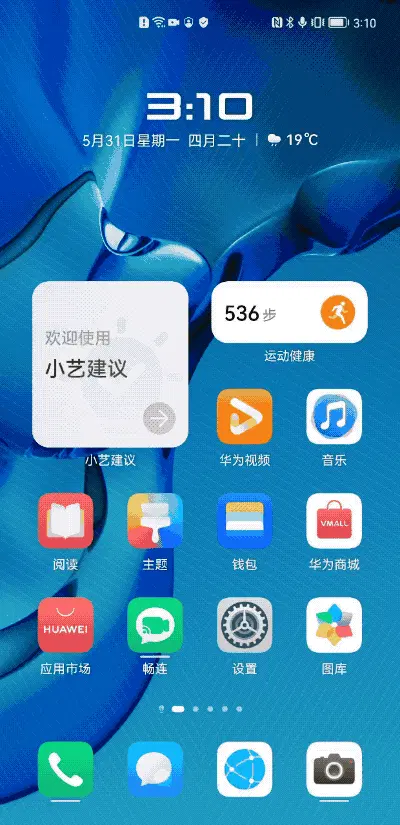 3:10
3:10
5月31日星期一 四月二十 | 19℃
欢迎使用
小艺建议
小艺建议
536步
运动健康
华为视频
音乐
阅读
主题
钱包
VMALL
华为商城
HUAWEI
应用市场
畅连
设置
图库